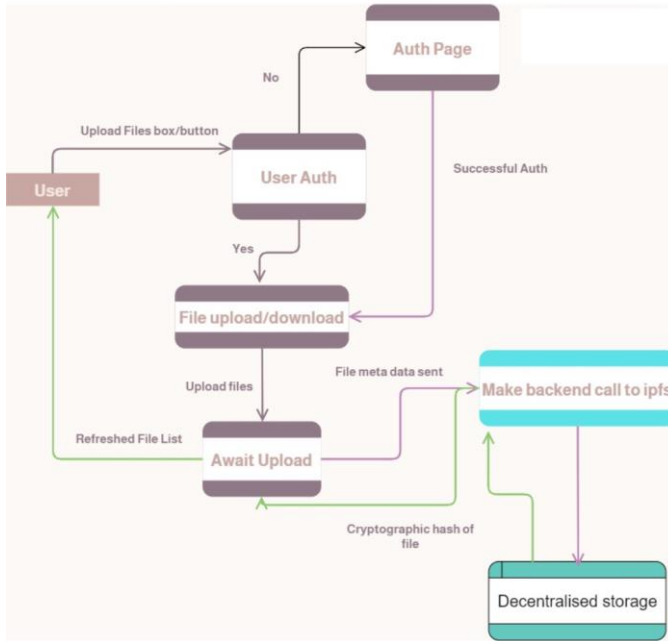 Auth Page
No
Upload Files box/button
User Auth
Successful Auth
User
Yes
File upload/download
File meta data sent
Upload files
Make backend call to ipfs
Refreshed File List
Await Upload
Cryptographic hash of
file
Decentralised storage